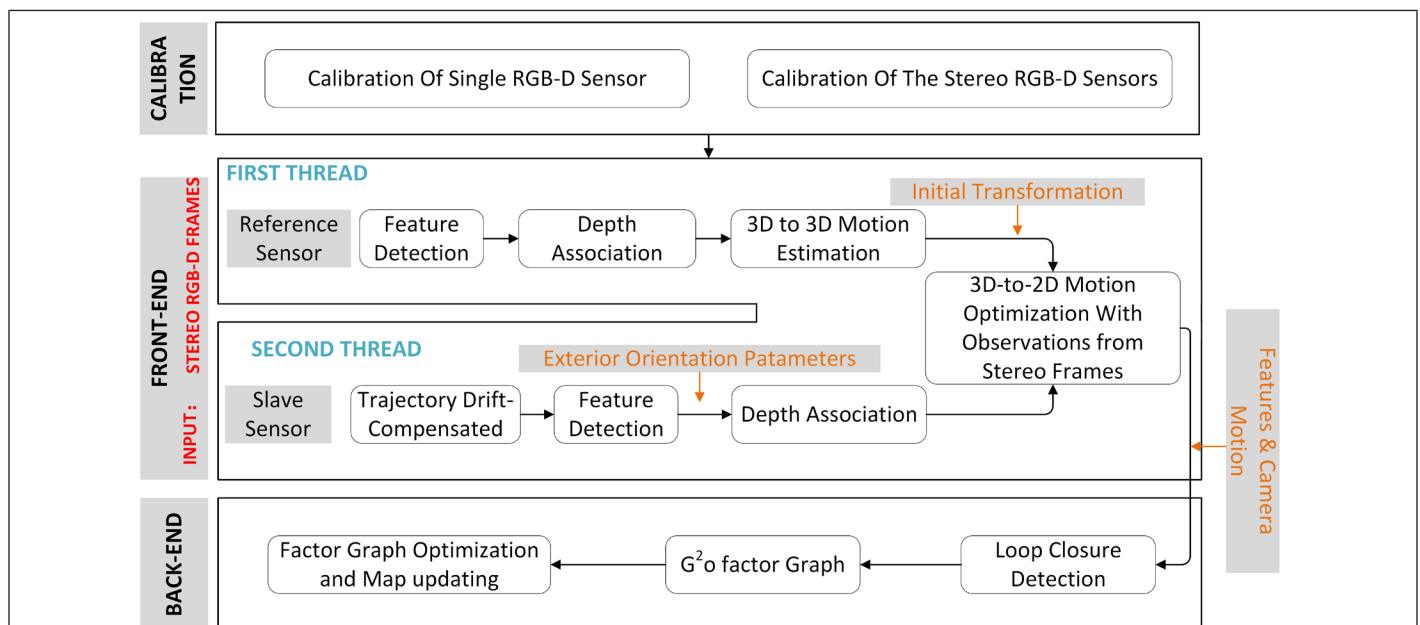 CALIBRA
TION
Calibration Of Single RGB-D Sensor
Calibration Of The Stereo RGB-D Sensors
FRONT-END
INPUT: STEREO RGB-D FRAMES
FIRST THREAD
Initial Transformation
Reference
Sensor
Feature
Detection
Depth
Association
3D to 3D Motion
Estimation
3D-to-2D Motion
Optimization With
Observations from
Stereo Frames
SECOND THREAD
Exterior Orientation Patameters
Slave
Sensor
Trajectory Drift-
Compensated
Feature
Detection
Depth Association
Features & Camera
Motion
BACK-END
Factor Graph Optimization
and Map updating
G²o factor Graph
Loop Closure
Detection